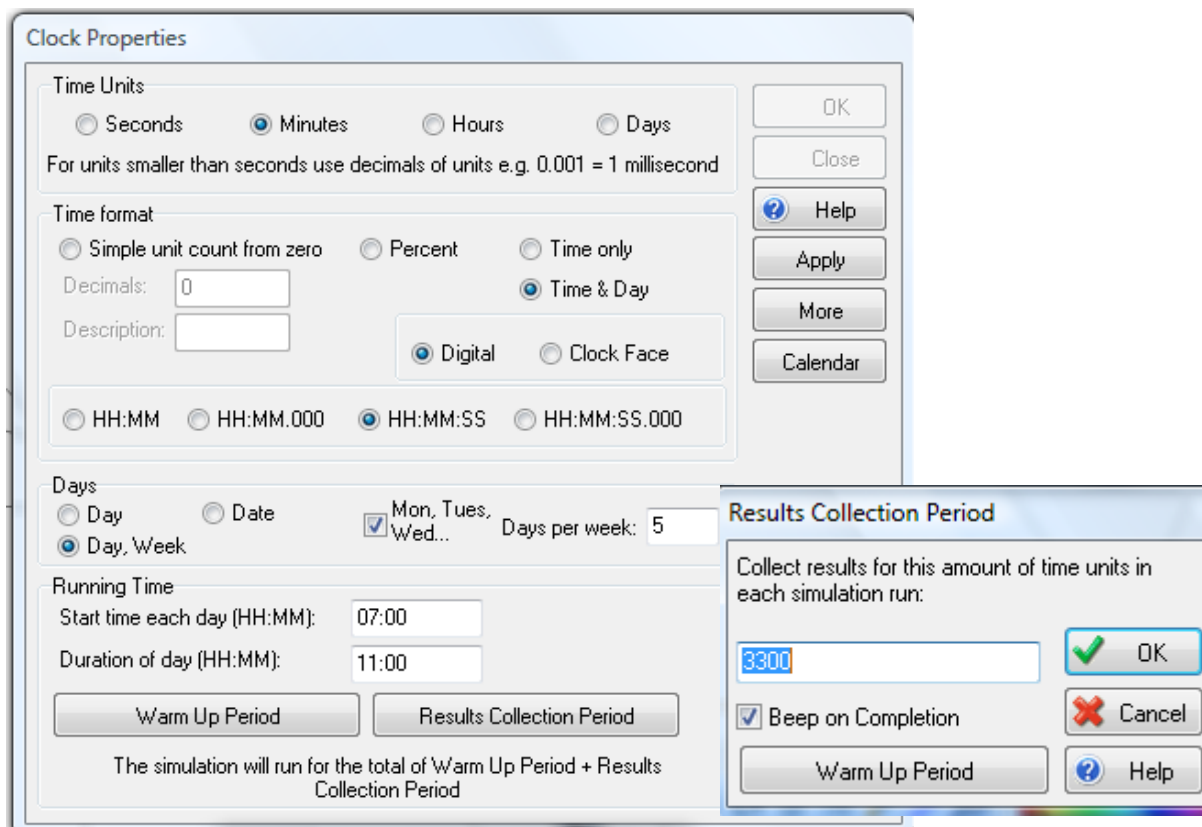 Clock Properties
Time Units
Seconds Minutes Hours Days
For units smaller than seconds use decimals of units e.g. 0.001 = 1 millisecond
OK
Close
Help
Apply
More
Calendar
Time format
Simple unit count from zero Percent Time only
Decimals: 0 Time & Day
Description:
Digital Clock Face
HH:MM HH:MM.000 HH:MM:SS HH:MM:SS.000
Days
Day Date Mon, Tues,
Wed... Days per week: 5
Day, Week
Running Time
Start time each day (HH:MM): 07:00
Duration of day (HH:MM): 11:00
Warm Up Period Results Collection Period
The simulation will run for the total of Warm Up Period + Results
Collection Period
Results Collection Period
Collect results for this amount of time units in
each simulation run:
3300 OK
Beep on Completion Cancel
Warm Up Period Help